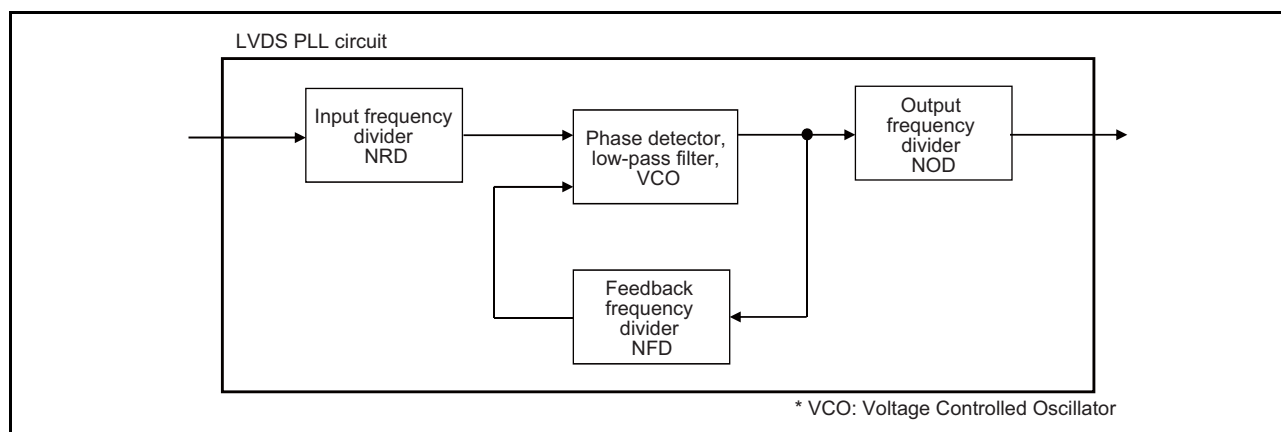 LVDS PLL circuit
Input frequency
divider
NRD
Phase detector,
low-pass filter,
VCO
Output
frequency
divider
NOD
Feedback
frequency
divider
NFD
* VCO: Voltage Controlled Oscillator